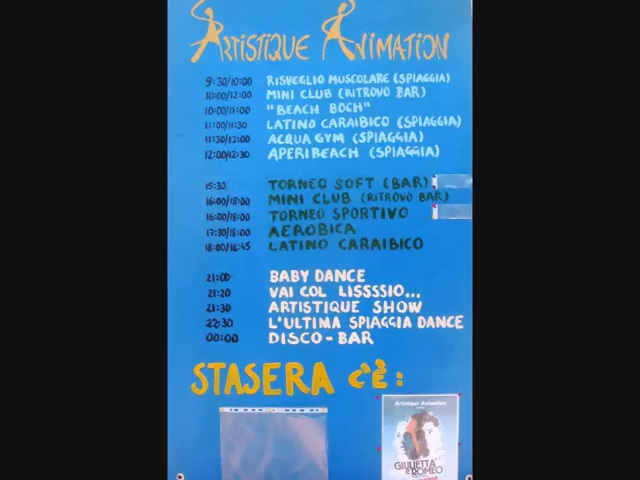 ARTISTIQUE ANIMATION
9:30/10:00 RISVEGLIO MUSCOLARE (SPIAGGIA)
10:00/12:00 MINI CLUB (RITROVO BAR)
10:00/11:00 "BEACH BOCH"
11:00/11:30 LATINO CARAIBICO (SPIAGGIA)
11:30/12:00 ACQUA GYM (SPIAGGIA)
12:00/12:30 APERIBEACH (SPIAGGIA)
15:30 TORNEO SOFT (BAR)
16:00/18:00 MINI CLUB (RITROVO BAR)
16:00/18:00 TORNEO SPORTIVO
17:30/18:00 AEROBICA
18:00/18:45 LATINO CARAIBICO
21:00 BABY DANCE
21:20 VAI COL LISSSSIO...
21:30 ARTISTIQUE SHOW
22:30 L'ULTIMA SPIAGGIA DANCE
00:00 DISCO-BAR
STASERA C'È:
Artistique Animation
GIULIETTA
E ROMEO